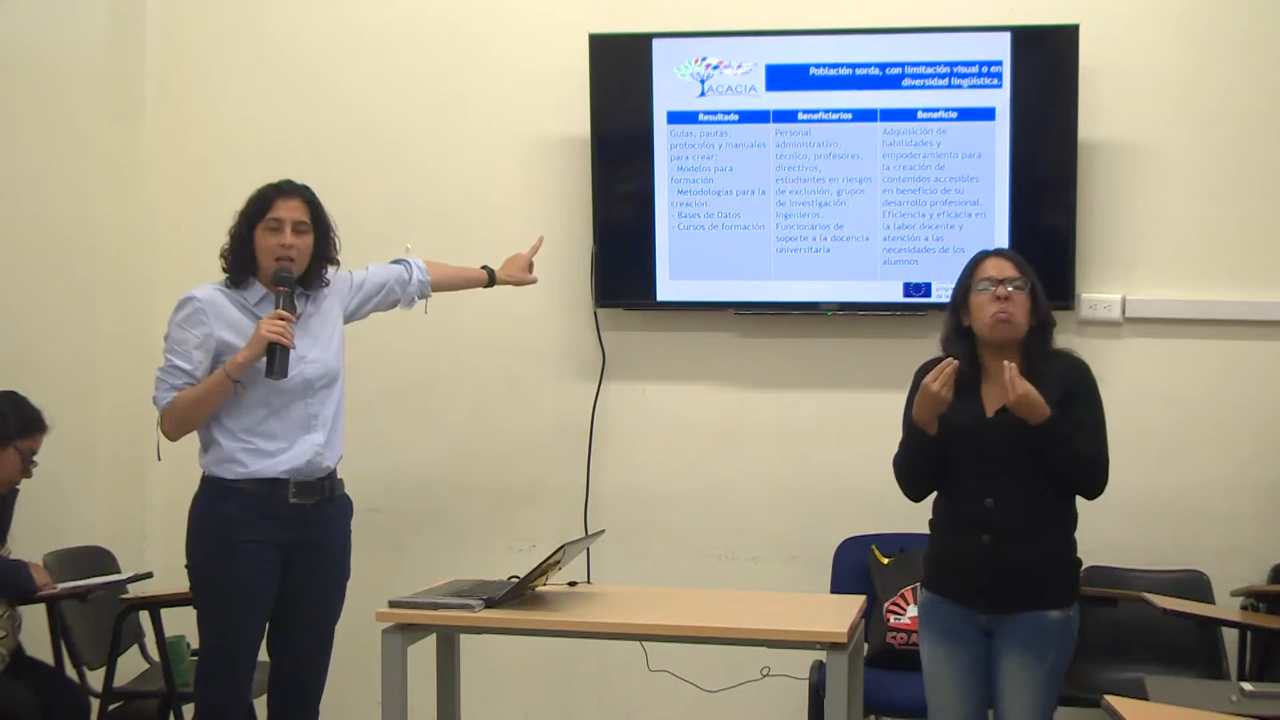 ACACIA
Población sorda, con limitación visual o en
diversidad lingüística.
Resultado
Guías, pautas,
protocolos y manuales
para crear:
- Modelos para
formación.
- Metodologías para la
creación.
- Bases de Datos
- Cursos de formación
Beneficiarios
Personal
administrativo,
técnico, profesores,
directivos,
estudiantes en riesgos
de exclusión, grupos
de investigación.
Ingenieros.
Funcionarios de
soporte a la docencia
universitaria
Beneficio
Adquisición de
habilidades y
empoderamiento para
la creación de
contenidos accesibles
en beneficio de su
desarrollo profesional.
Eficiencia y eficacia en
la labor docente y
atención a las
necesidades de los
alumnos.